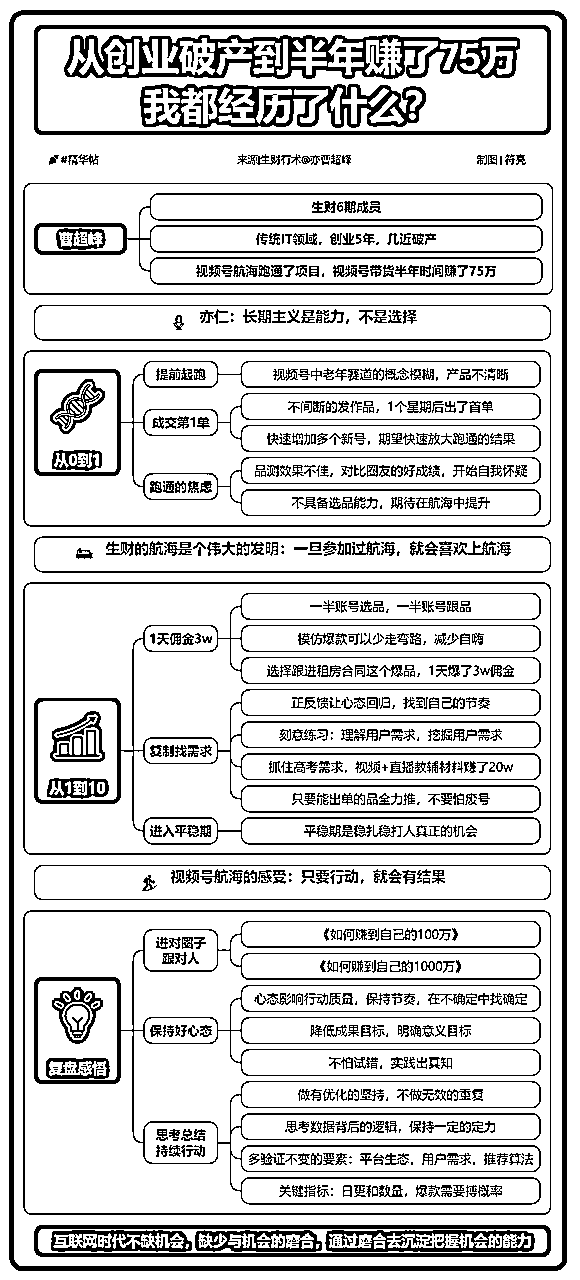 从创业破产到半年赚了75万
我都经历了什么?
#精华帖
来源|生财有术@亦曹超峰
制图 | 符亮
曹超峰
生财6期成员
传统IT领域，创业5年，几近破产
视频号航海跑通了项目，视频号带货半年时间赚了75万
亦仁：长期主义是能力，不是选择
从0到1
提前起跑
视频号中老年赛道的概念模糊，产品不清晰
成交第1单
不间断的发作品，1个星期后出了首单
快速增加多个新号，期望快速放大跑通的结果
跑通的焦虑
品测效果不佳，对比圈友的好成绩，开始自我怀疑
不具备选品能力，期待在航海中提升
生财的航海是个伟大的发明：一旦参加过航海，就会喜欢上航海
从1到10
1天佣金3w
一半账号选品，一半账号跟品
模仿爆款可以少走弯路，减少自嗨
选择跟进租房合同这个爆品，1天爆了3w佣金
复制找需求
正反馈让心态回归，找到自己的节奏
刻意练习：理解用户需求，挖掘用户需求
抓住高考需求，视频+直播教辅材料赚了20w
只要能出单的品全力推，不要怕废号
进入平稳期
平稳期是稳扎稳打人真正的机会
视频号航海的感受：只要行动，就会有结果
复盘感悟
进对圈子
跟对人
《如何赚到自己的100万》
《如何赚到自己的1000万》
保持好心态
心态影响行动质量，保持节奏，在不确定中找确定
降低成果目标，明确意义目标
不怕试错，实践出真知
思考总结
持续行动
做有优化的坚持，不做无效的重复
思考数据背后的逻辑，保持一定的定力
多验证不变的要素：平台生态，用户需求，推荐算法
关键指标：日更和数量，爆款需要搏概率
互联网时代不缺机会，缺少与机会的磨合，通过磨合去沉淀把握机会的能力